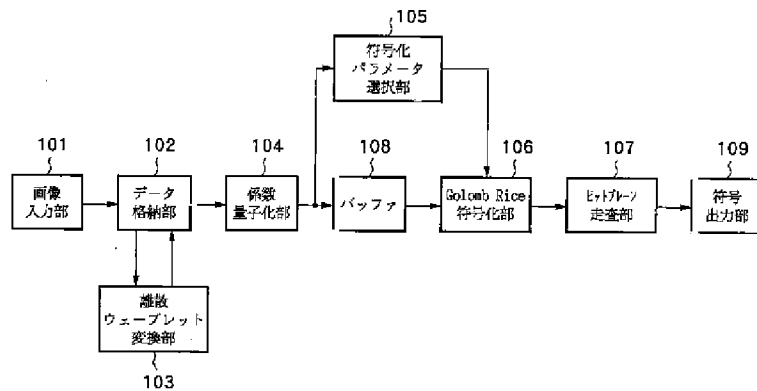 105
符号化
パラメータ
選択部
101
102
104
108
106
107
109
画像
入力部
データ
格納部
係数
量子化部
バッファ
Golomb Rice
符号化部
ビットプレーン
走査部
符号
出力部
離散
ウェーブレット
変換部
103